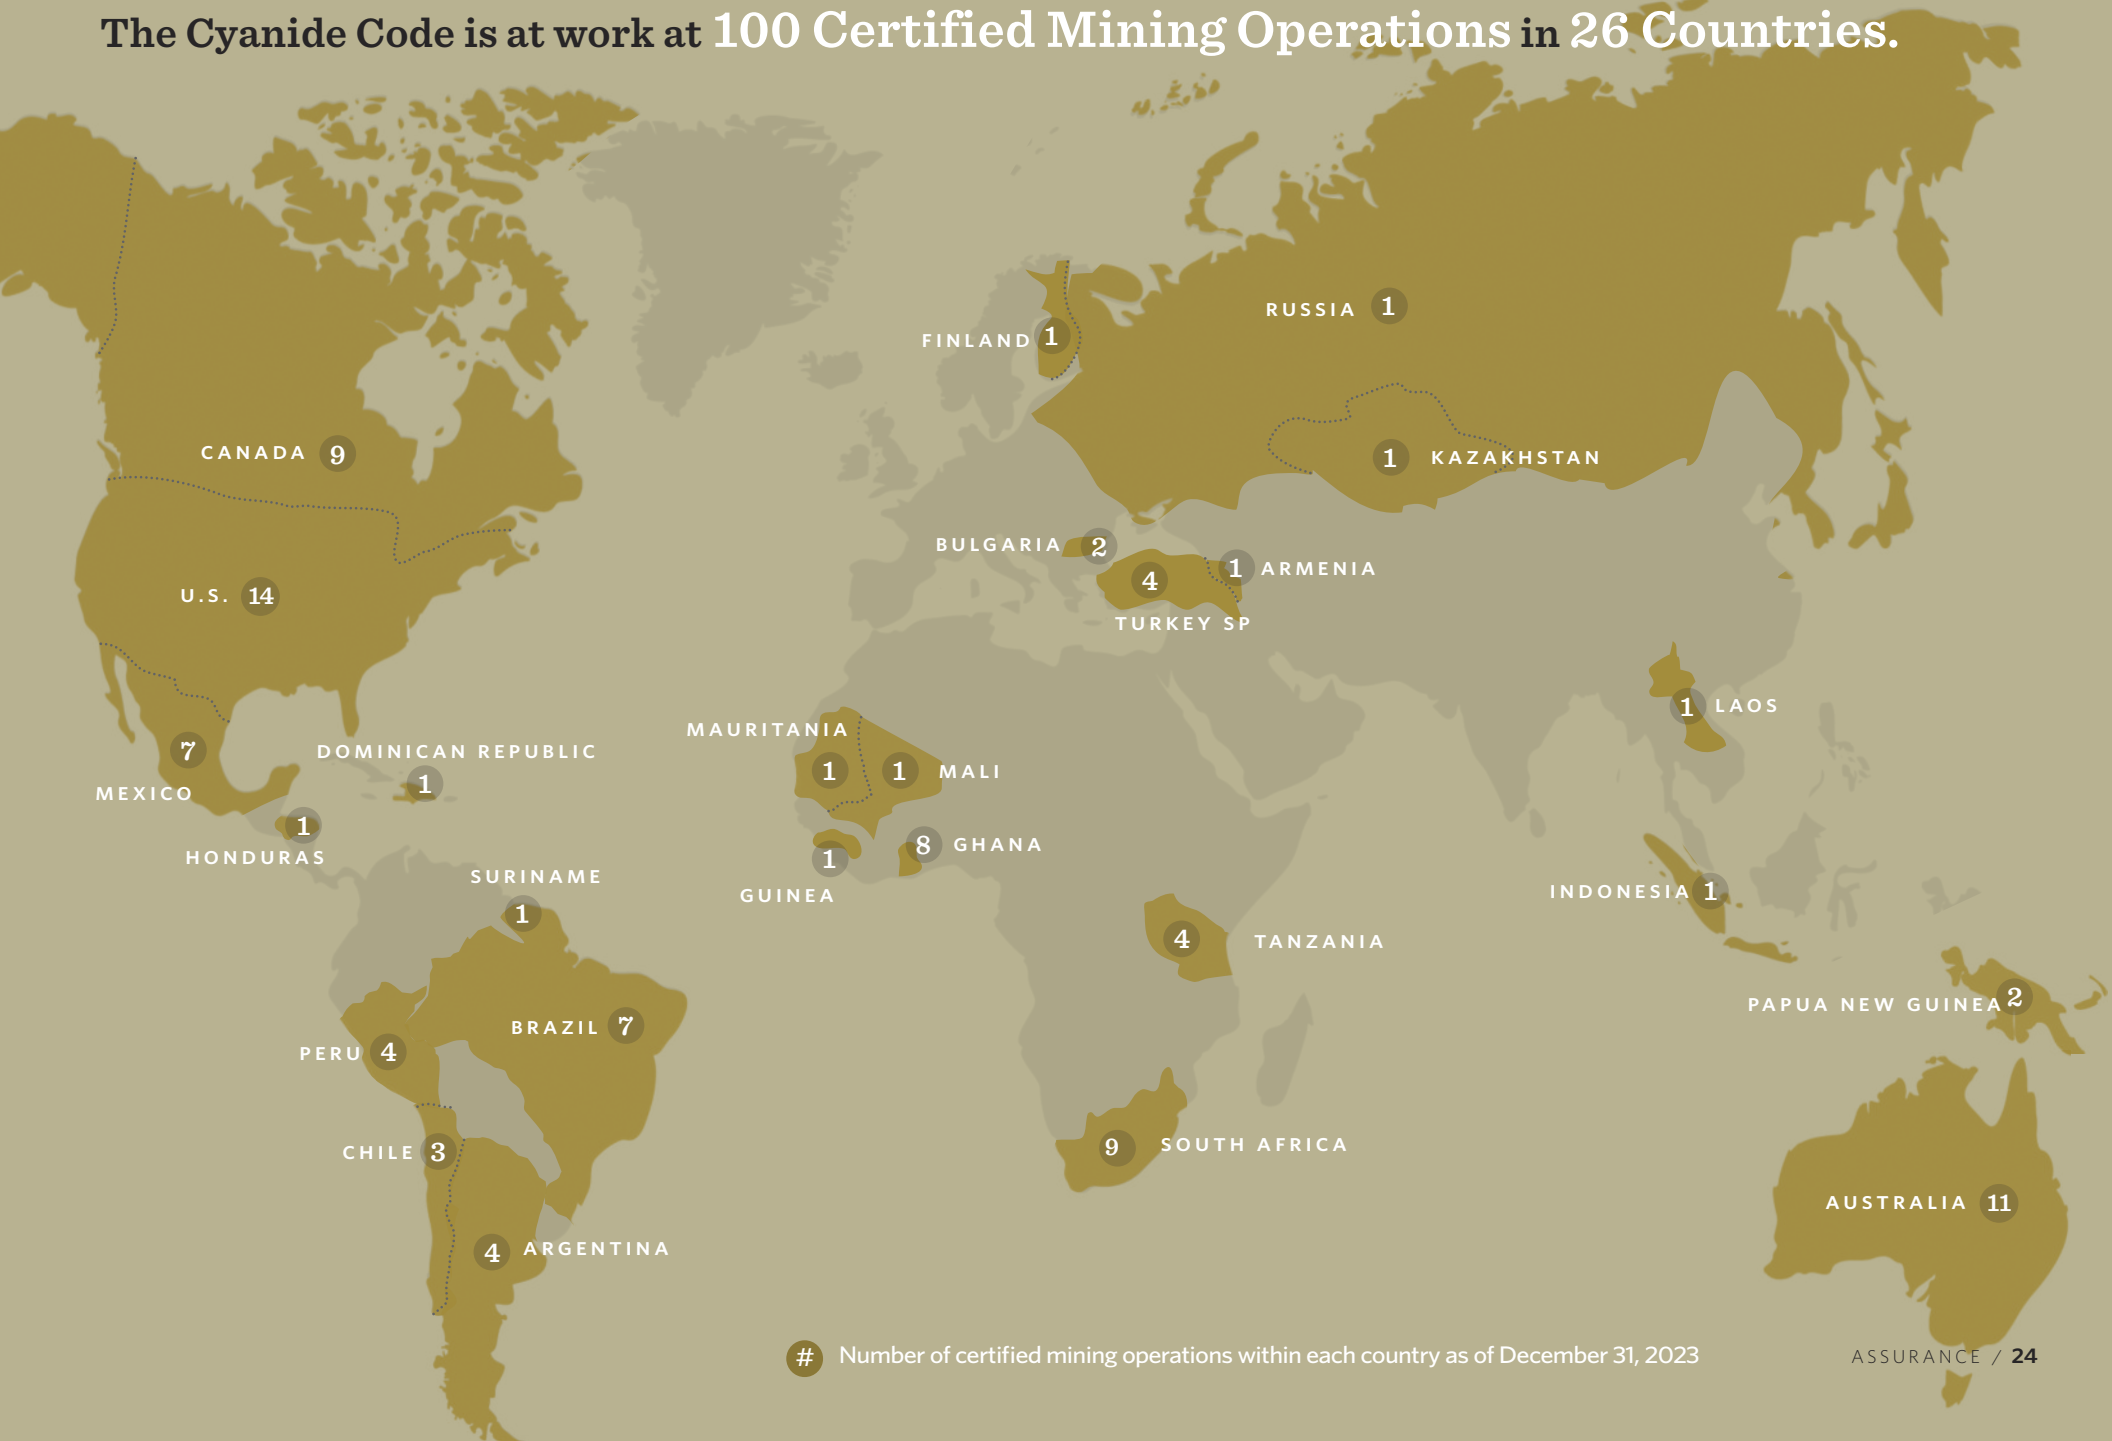 The Cyanide Code is at work at 100 Certified Mining Operations in 26 Countries.
RUSSIA 1
FINLAND 1
CANADA 9
1 KAZAKHSTAN
BULGARIA 2
1 ARMENIA
4
TURKEY SP
U.S. 14
1 LAOS
MAURITANIA
1
1 MALI
7
MEXICO
DOMINICAN REPUBLIC
1
1
HONDURAS
8 GHANA
1
GUINEA
SURINAME
1
INDONESIA 1
4 TANZANIA
PAPUA NEW GUINEA 2
BRAZIL 7
PERU 4
CHILE 3
9 SOUTH AFRICA
AUSTRALIA 11
4 ARGENTINA
# Number of certified mining operations within each country as of December 31, 2023
ASSURANCE / 24